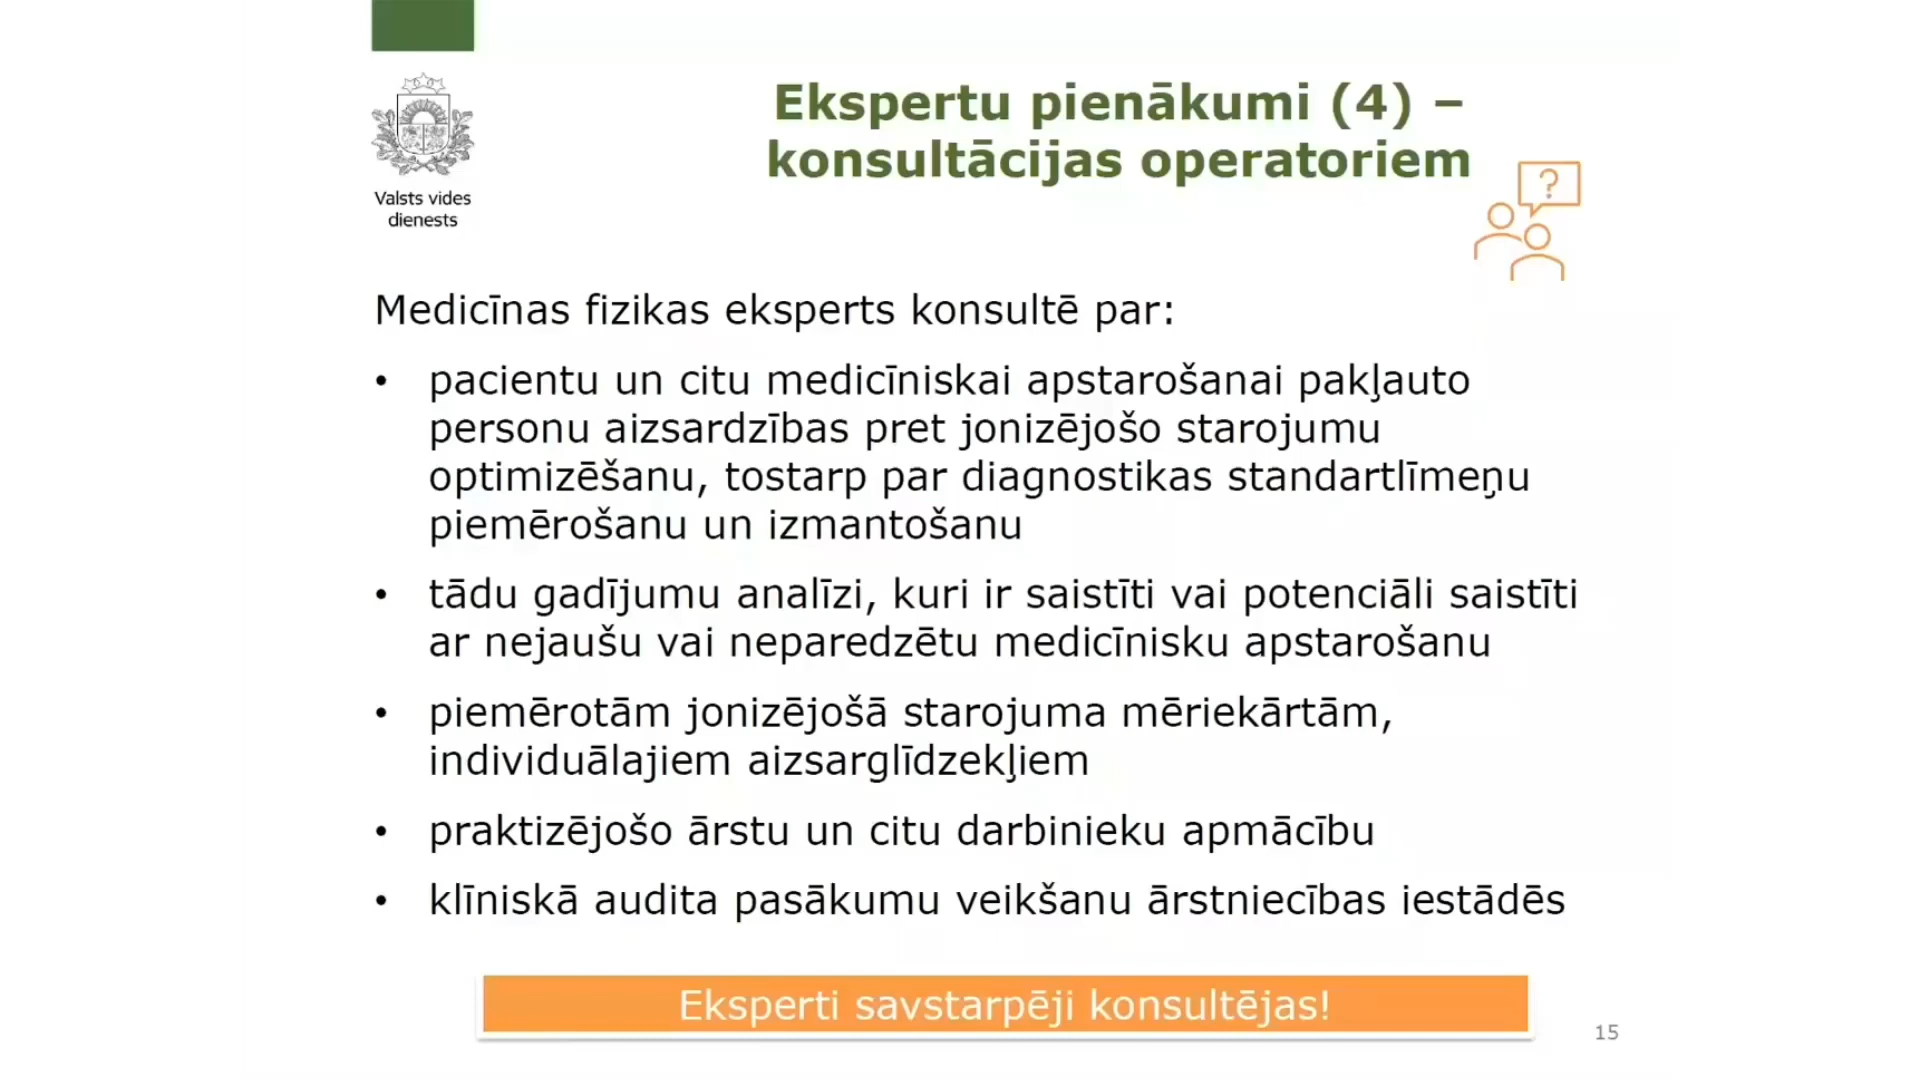 Valsts vides
dienests
Ekspertu pienākumi (4) –
konsultācijas operatoriem
?
Medicīnas fizikas eksperts konsultē par:
• pacientu un citu medicīniskai apstarošanai pakļauto
personu aizsardzības pret jonizējošo starojumu
optimizēšanu, tostarp par diagnostikas standartlīmeņu
piemērošanu un izmantošanu
• tādu gadījumu analīzi, kuri ir saistīti vai potenciāli saistīti
ar nejaušu vai neparedzētu medicīnisku apstarošanu
• piemērotām jonizējošā starojuma mēriekārtām,
individuālajiem aizsarglīdzekļiem
• praktizējošo ārstu un citu darbinieku apmācību
• klīniskā audita pasākumu veikšanu ārstniecības iestādēs
Eksperti savstarpēji konsultējas!
15